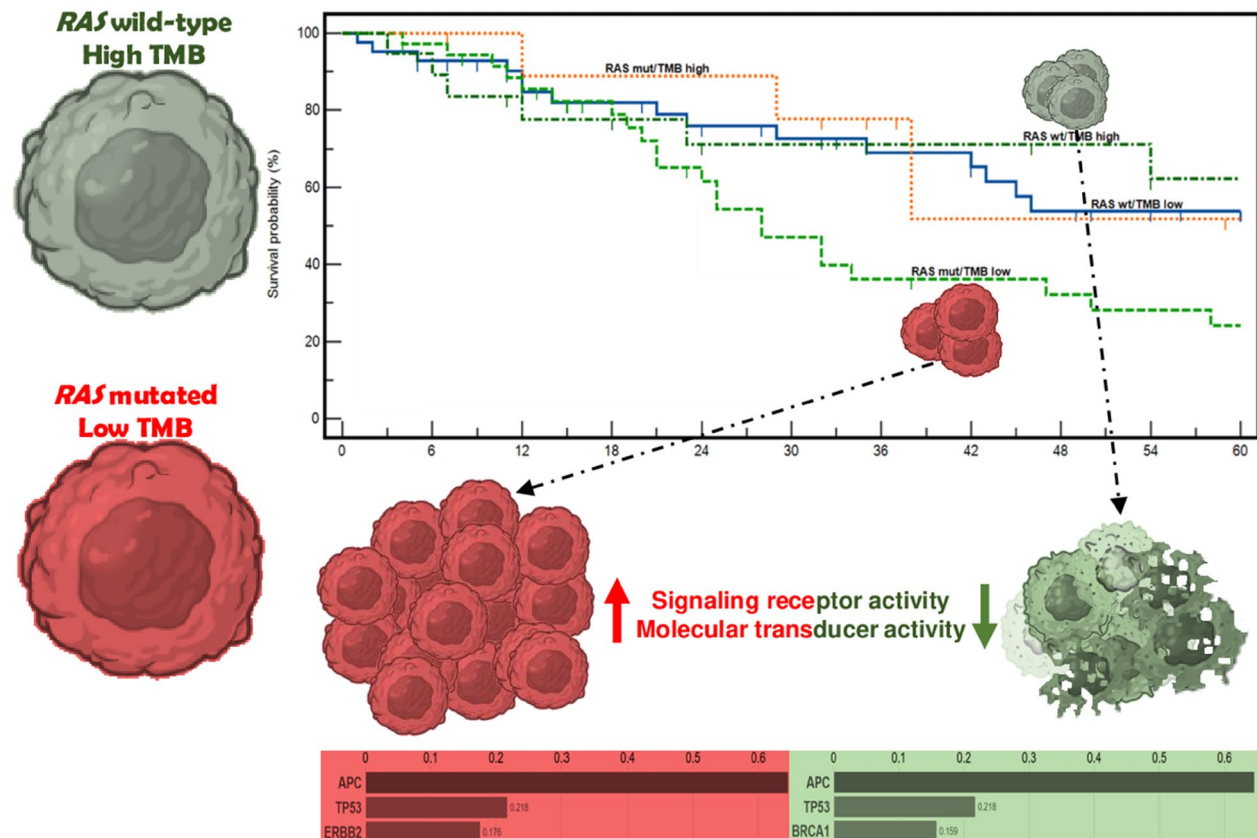 RAS wild-type
High TMB
RAS mutated
Low TMB
Survival probability (%)
100
80
60
40
20
0
0 6 12 18 24 30 36 42 48 54 60
RAS mut/TMB high
RAS wt/TMB high
RAS wt/TMB low
RAS mut/TMB low
Signaling receptor activity
Molecular transducer activity
0 0.1 0.2 0.3 0.4 0.5 0.6
APC
TP53 0.218
ERBB2 0.176
0 0.1 0.2 0.3 0.4 0.5 0.6
APC
TP53 0.218
BRCA1 0.159